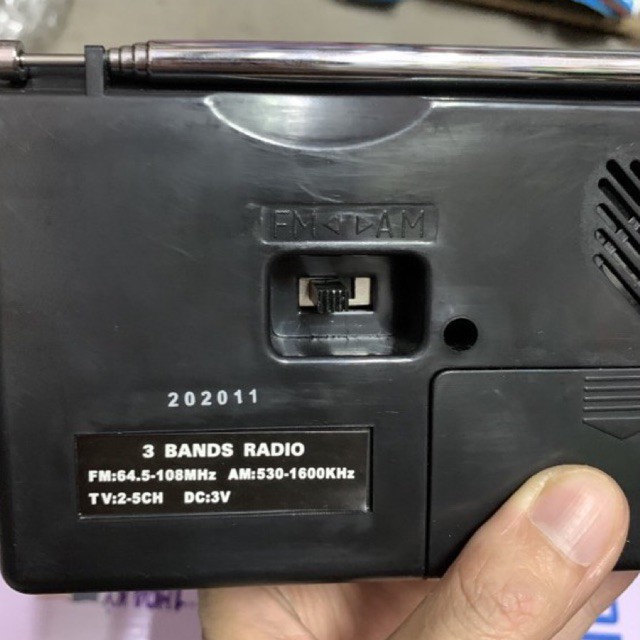 FM◁ ▷AM
202011
3 BANDS RADIO
FM:64.5-108MHz AM:530-1600KHz
TV:2-5CH DC:3V